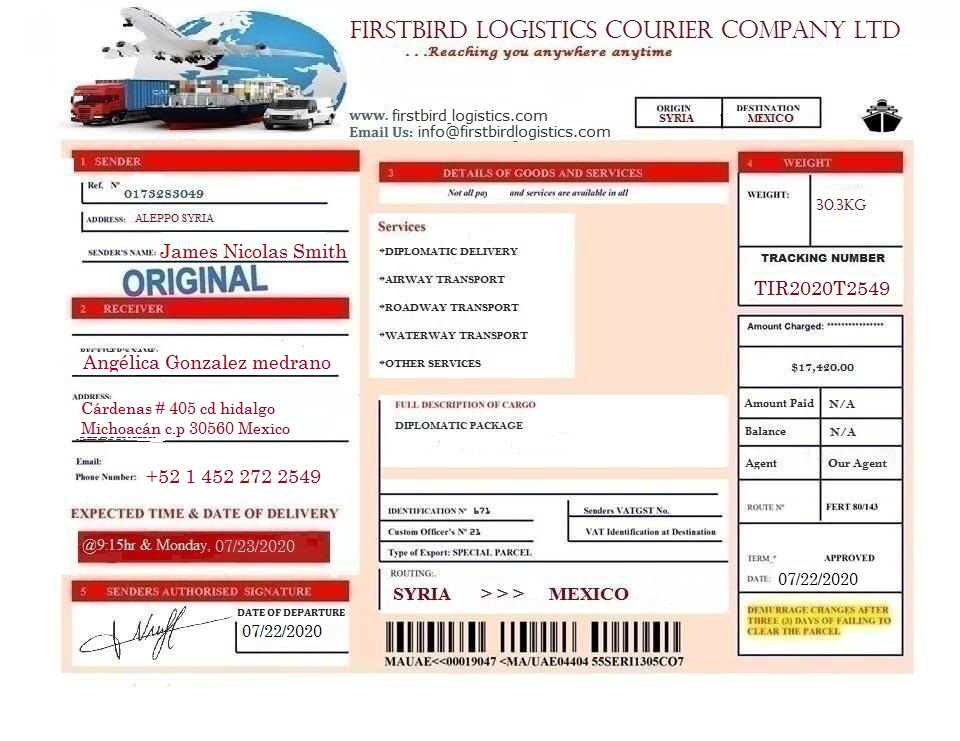 FIRSTBIRD LOGISTICS COURIER COMPANY LTD
. . .Reaching you anywhere anytime
www. firstbird logistics.com
Email Us: info@firstbirdlogistics.com
ORIGIN
SYRIA
DESTINATION
MEXICO
1 SENDER
Ref. Nº 0173283049
ADDRESS: ALEPPO SYRIA
SENDER'S NAME: James Nicolas Smith
ORIGINAL
2 RECEIVER
RECEIVER'S NAME:
Angélica Gonzalez medrano
ADDRESS:
Cárdenas # 405 cd hidalgo
Michoacán c.p 30560 Mexico
Email:
Phone Number: +52 1 452 272 2549
EXPECTED TIME & DATE OF DELIVERY
@9:15hr & Monday, 07/23/2020
5 SENDERS AUTHORISED SIGNATURE
DATE OF DEPARTURE
07/22/2020
3 DETAILS OF GOODS AND SERVICES
Not all pay and services are available in all
Services
*DIPLOMATIC DELIVERY
*AIRWAY TRANSPORT
*ROADWAY TRANSPORT
*WATERWAY TRANSPORT
*OTHER SERVICES
FULL DESCRIPTION OF CARGO
DIPLOMATIC PACKAGE
IDENTIFICATION Nº 671
Senders VATGST No.
Custom Officer's Nº 21
VAT Identification at Destination
Type of Export: SPECIAL PARCEL
ROUTING:.
SYRIA >>> MEXICO
MAUAE<<00019047 <MA/UAE04404 55SERI1305CO7
4 WEIGHT
WEIGHT: 30.3KG
TRACKING NUMBER
TIR2020T2549
Amount Charged: ****************
$17,420.00
Amount Paid N/A
Balance N/A
Agent Our Agent
ROUTE Nº FERT 80/143
TERM_* APPROVED
DATE: 07/22/2020
DEMURRAGE CHANGES AFTER
THREE (3) DAYS OF FAILING TO
CLEAR THE PARCEL